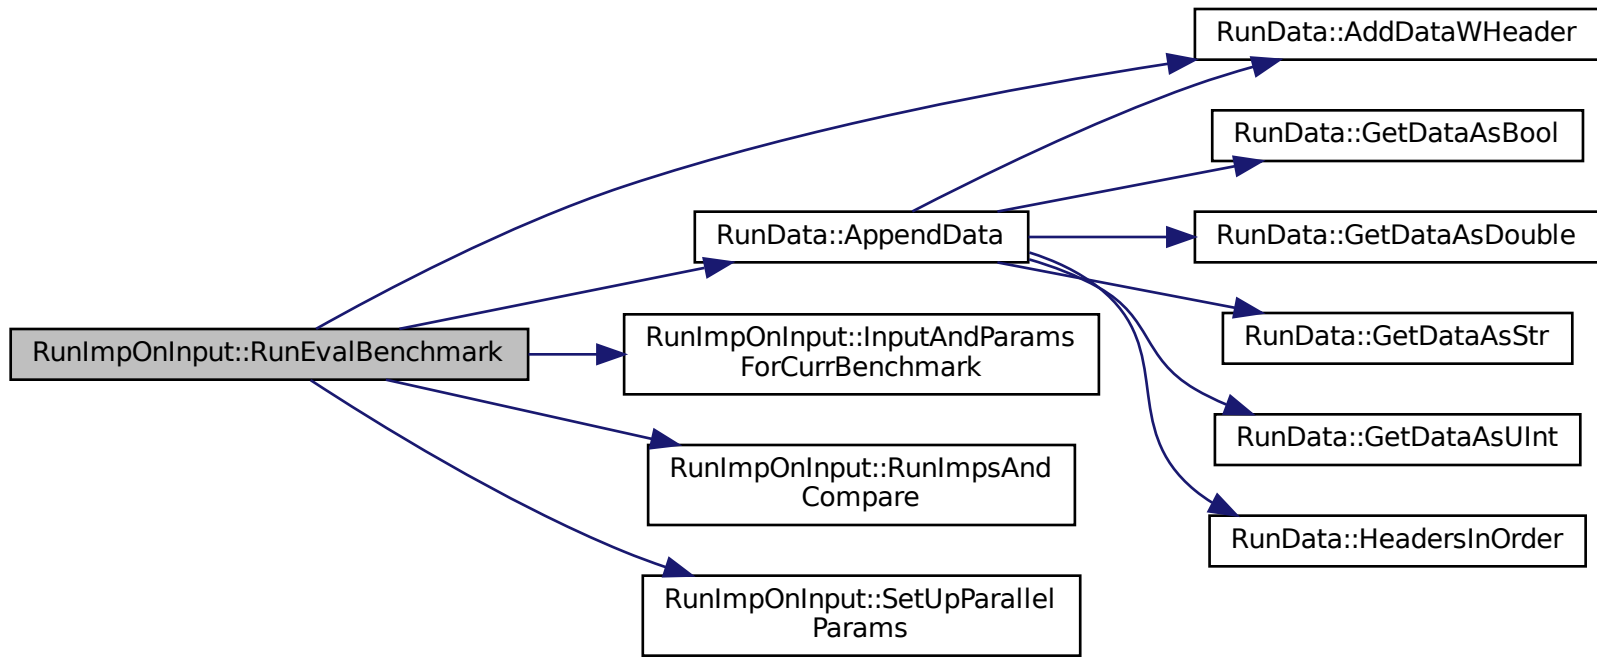 RunData::AddDataWHeader
RunData::GetDataAsBool
RunData::AppendData
RunData::GetDataAsDouble
RunImpOnInput::RunEvalBenchmark
RunImpOnInput::InputAndParams
ForCurrBenchmark
RunData::GetDataAsStr
RunData::GetDataAsUInt
RunImpOnInput::RunImpsAnd
Compare
RunData::HeadersInOrder
RunImpOnInput::SetUpParallel
Params